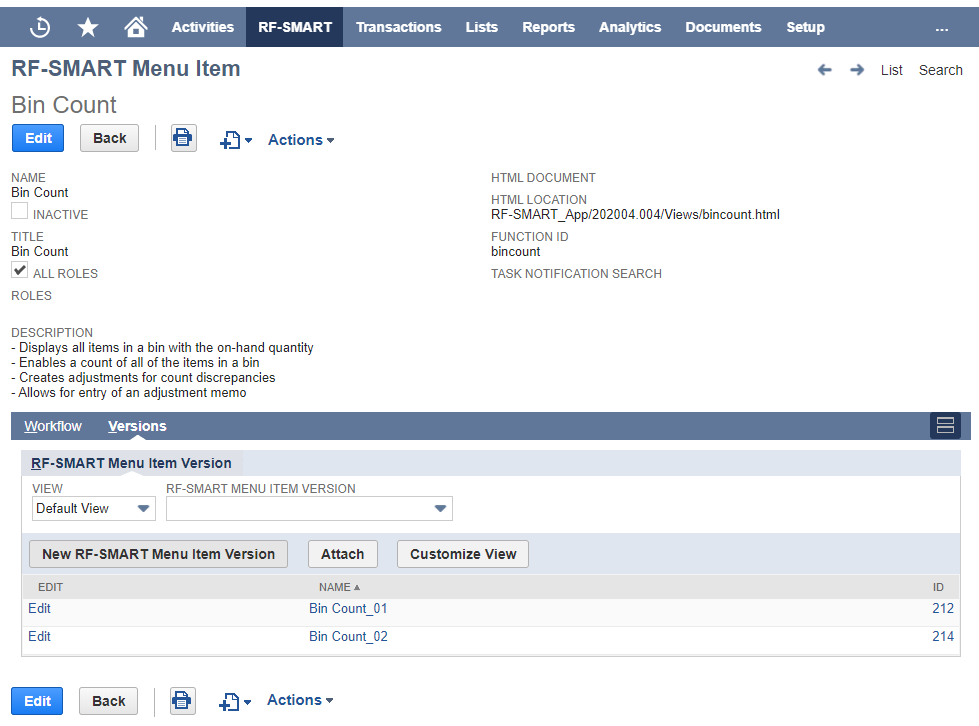 Activities RF-SMART Transactions Lists Reports Analytics Documents Setup ...
RF-SMART Menu Item
List Search
Bin Count
Edit Back Actions
NAME
Bin Count
INACTIVE
TITLE
Bin Count
ALL ROLES
ROLES
HTML DOCUMENT
HTML LOCATION
RF-SMART_App/202004.004/Views/bincount.html
FUNCTION ID
bincount
TASK NOTIFICATION SEARCH
DESCRIPTION
- Displays all items in a bin with the on-hand quantity
- Enables a count of all of the items in a bin
- Creates adjustments for count discrepancies
- Allows for entry of an adjustment memo
Workflow Versions
RF-SMART Menu Item Version
VIEW RF-SMART MENU ITEM VERSION
Default View
New RF-SMART Menu Item Version Attach Customize View
EDIT NAME ID
Edit Bin Count_01 212
Edit Bin Count_02 214
Edit Back Actions